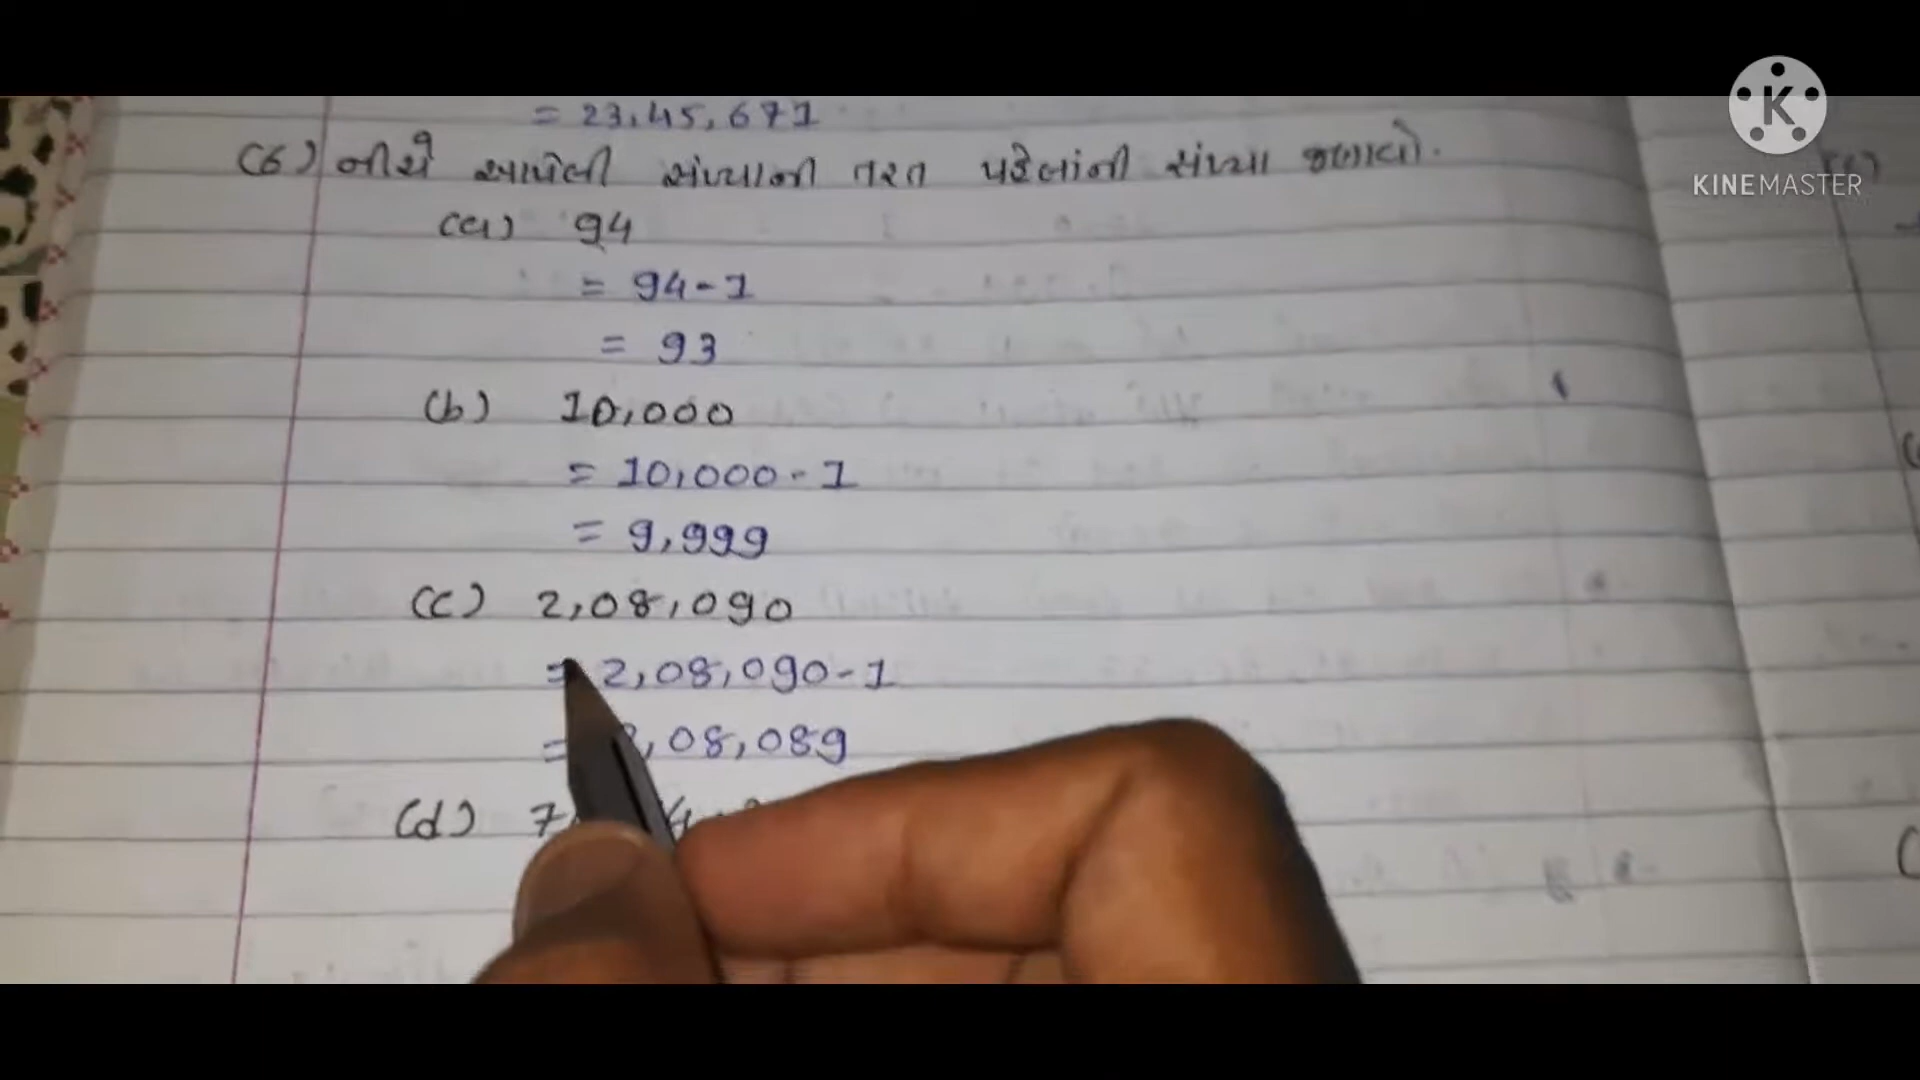 = 23,45,671
K
KINEMASTER
(6) નીચે આપેલી સંખ્યાની તરત પહેલાંની સંખ્યા જણાવો.
(a) 94
= 94-1
= 93
(b) 10,000
= 10,000-1
= 9,999
(c) 2,08,090
= 2,08,090-1
= ,08,089
(d) 7